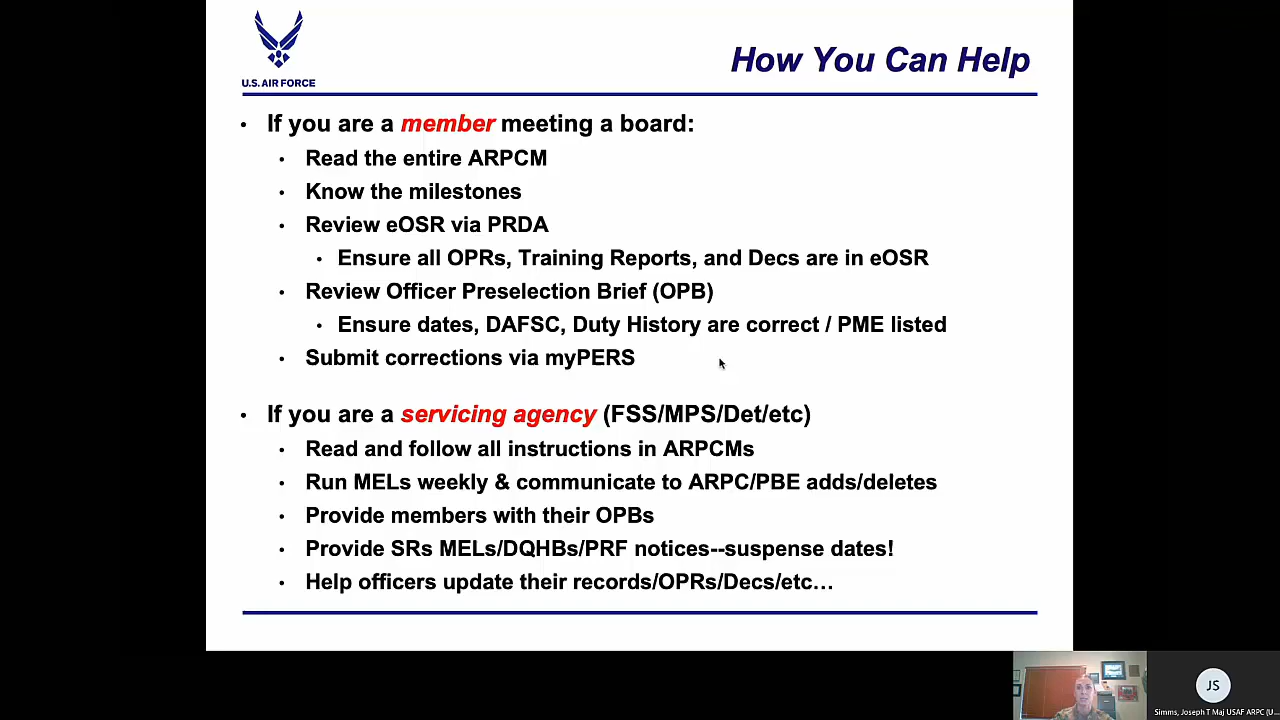 U.S. AIR FORCE
How You Can Help
• If you are a member meeting a board:
• Read the entire ARPCM
• Know the milestones
• Review eOSR via PRDA
• Ensure all OPRs, Training Reports, and Decs are in eOSR
• Review Officer Preselection Brief (OPB)
• Ensure dates, DAFSC, Duty History are correct / PME listed
• Submit corrections via myPERS
• If you are a servicing agency (FSS/MPS/Det/etc)
• Read and follow all instructions in ARPCMs
• Run MELs weekly & communicate to ARPC/PBE adds/deletes
• Provide members with their OPBs
• Provide SRs MELs/DQHBs/PRF notices--suspense dates!
• Help officers update their records/OPRs/Decs/etc…
JS
Simms, Joseph T Maj USAF ARPC (U